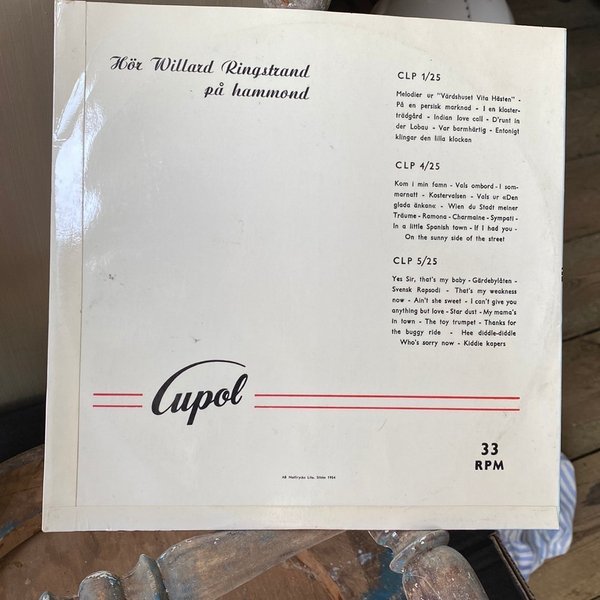 Hör Willard Ringstrand
på hammond
CLP 1/25
Melodier ur "Värdshuset Vita Hästen" -
På en persisk marknad - I en kloster-
trädgård - Indian love call - D'runt in
der Lobau - Var barmhärtig - Entonigt
klingar den lilla klockan
CLP 4/25
Kom i min famn - Vals ombord - I som-
marnatt - Kostervalsen - Vals ur «Den
glada änkan« - Wien du Stadt meiner
Träume - Ramona - Charmaine - Sympati -
In a little Spanish town - If I had you -
On the sunny side of the street
CLP 5/25
Yes Sir, that's my baby - Gärdebylåten -
Svensk Rapsodi - That's my weakness
now - Ain't she sweet - I can't give you
anything but love - Star dust - My mama's
in town - The toy trumpet - Thanks for
the buggy ride - Hee diddle-diddle
Who's sorry now - Kiddie kapers
Cupol
33
RPM
AB Nattrycks Lito. Sthlm 1954